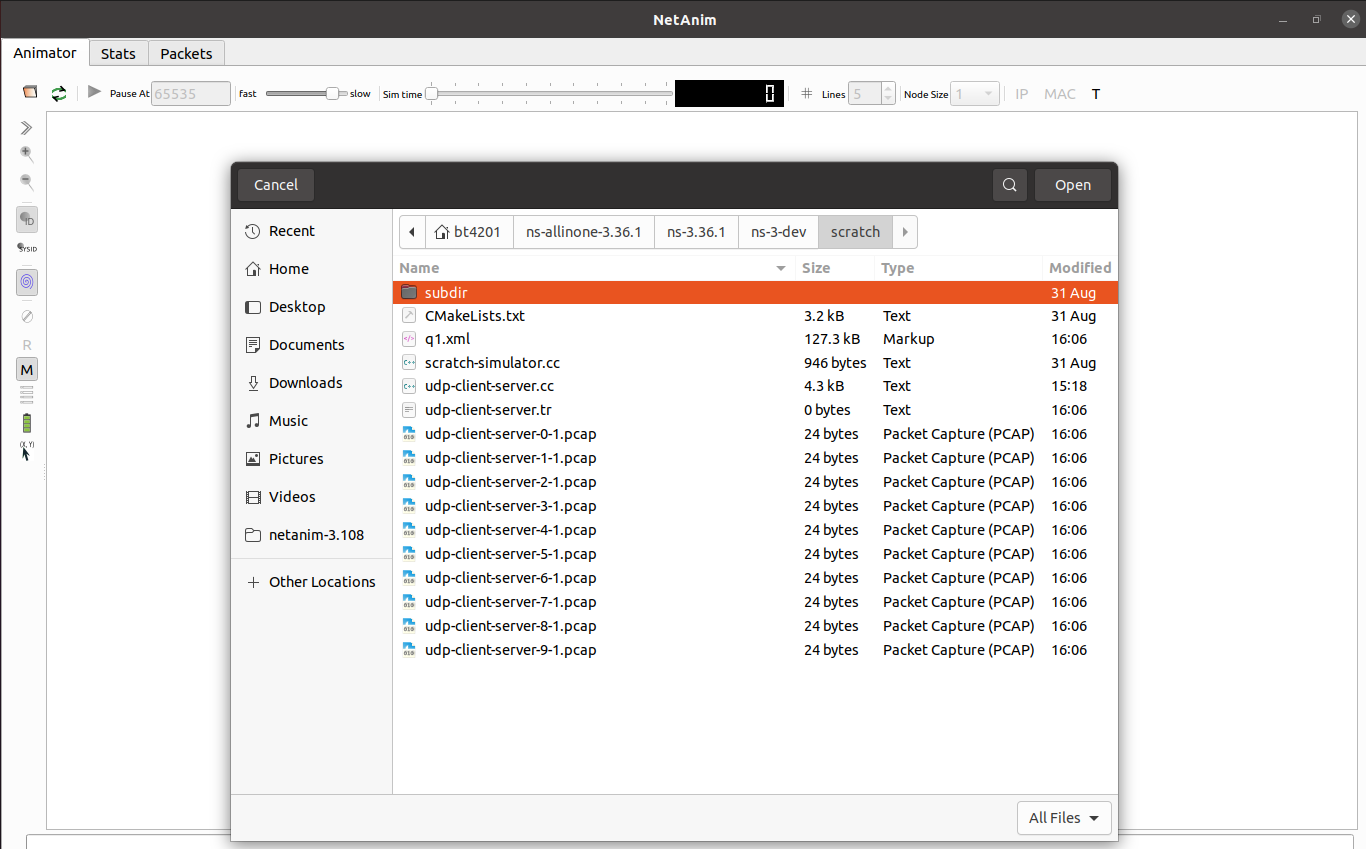 NetAnim
Animator Stats Packets
Pause At 65535 fast slow Sim time 0 Lines 5 Node Size 1 IP MAC T
Cancel Open
ID
SYSID
R
M
(X, Y)
Recent
Home
Desktop
Documents
Downloads
Music
Pictures
Videos
netanim-3.108
Other Locations
bt4201 ns-allinone-3.36.1 ns-3.36.1 ns-3-dev scratch
Name Size Type Modified
subdir 31 Aug
CMakeLists.txt 3.2 kB Text 31 Aug
q1.xml 127.3 kB Markup 16:06
scratch-simulator.cc 946 bytes Text 31 Aug
udp-client-server.cc 4.3 kB Text 15:18
udp-client-server.tr 0 bytes Text 16:06
udp-client-server-0-1.pcap 24 bytes Packet Capture (PCAP) 16:06
udp-client-server-1-1.pcap 24 bytes Packet Capture (PCAP) 16:06
udp-client-server-2-1.pcap 24 bytes Packet Capture (PCAP) 16:06
udp-client-server-3-1.pcap 24 bytes Packet Capture (PCAP) 16:06
udp-client-server-4-1.pcap 24 bytes Packet Capture (PCAP) 16:06
udp-client-server-5-1.pcap 24 bytes Packet Capture (PCAP) 16:06
udp-client-server-6-1.pcap 24 bytes Packet Capture (PCAP) 16:06
udp-client-server-7-1.pcap 24 bytes Packet Capture (PCAP) 16:06
udp-client-server-8-1.pcap 24 bytes Packet Capture (PCAP) 16:06
udp-client-server-9-1.pcap 24 bytes Packet Capture (PCAP) 16:06
All Files